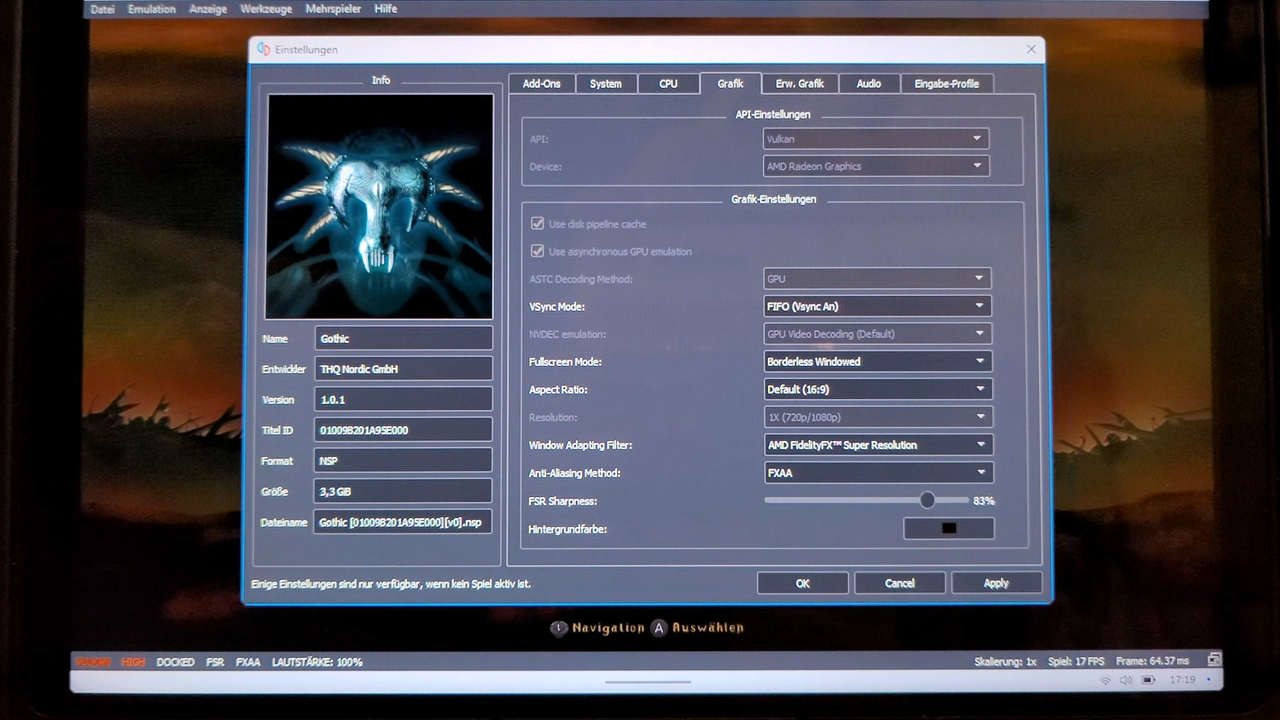 Datei Emulation Anzeige Werkzeuge Mehrspieler Hilfe
Einstellungen
Info
Name Gothic
Entwickler THQ Nordic GmbH
Version 1.0.1
Titel ID 01009B201A95E000
Format NSP
Größe 3,3 GiB
Dateiname Gothic [01009B201A95E000][v0].nsp
Add-Ons System CPU Grafik Erw. Grafik Audio Eingabe-Profile
API-Einstellungen
API: Vulkan
Device: AMD Radeon Graphics
Grafik-Einstellungen
Use disk pipeline cache
Use asynchronous GPU emulation
ASTC Decoding Method: GPU
VSync Mode: FIFO (Vsync An)
NVDEC emulation: GPU Video Decoding (Default)
Fullscreen Mode: Borderless Windowed
Aspect Ratio: Default (16:9)
Resolution: 1X (720p/1080p)
Window Adapting Filter: AMD FidelityFX™ Super Resolution
Anti-Aliasing Method: FXAA
FSR Sharpness: 83%
Hintergrundfarbe:
Einige Einstellungen sind nur verfügbar, wenn kein Spiel aktiv ist.
OK Cancel Apply
L Navigation A Auswählen
VULKAN HIGH DOCKED FSR FXAA LAUTSTÄRKE: 100% Skalierung: 1x Spiel: 17 FPS Frame: 64.37 ms
17:19